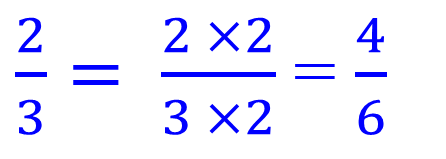 2/3 = (2 ×2)/(3 ×2) = 4/6